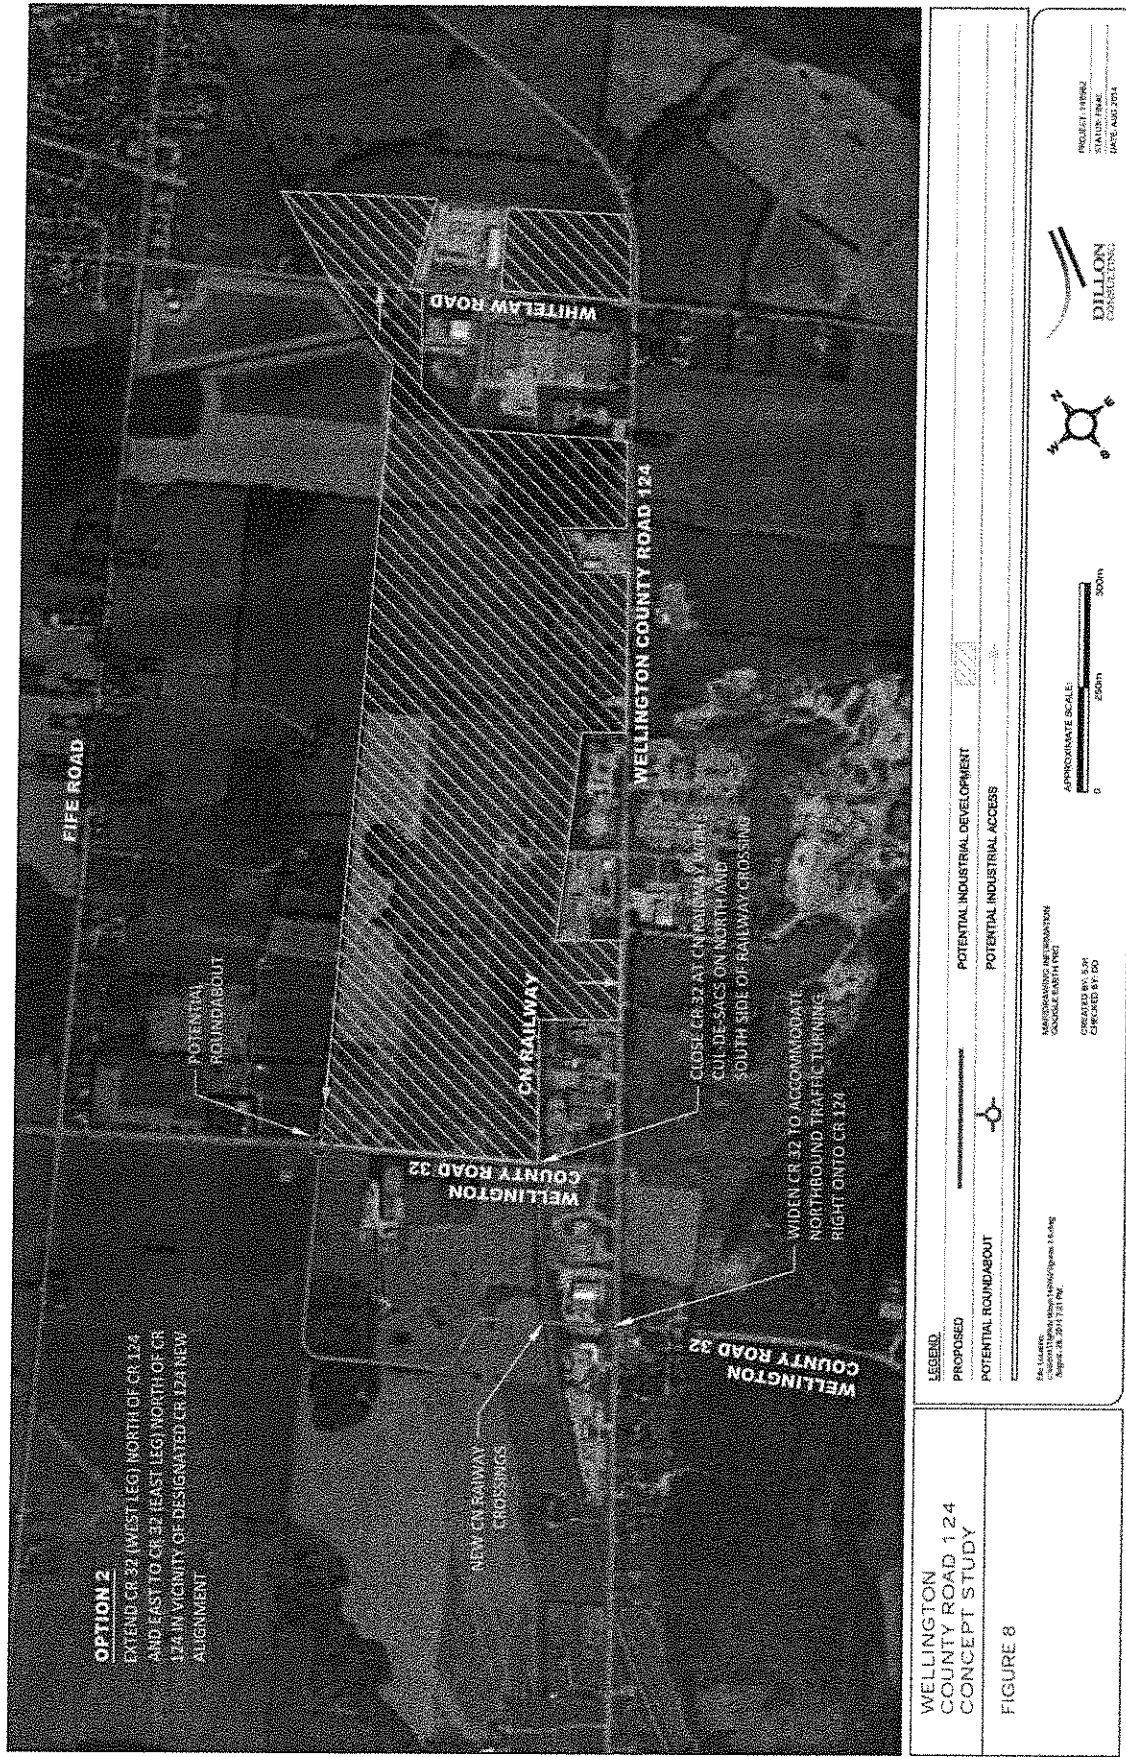 OPTION 2
EXTEND CR 32 (WEST LEG) NORTH OF CR 124
AND EAST TO CR 32 (EAST LEG) NORTH OF CR
124 IN VICINITY OF DESIGNATED CR 124 NEW
ALIGNMENT
FIFE ROAD
POTENTIAL
ROUNDABOUT
WHITELAW ROAD
WELLINGTON COUNTY ROAD 124
CN RAILWAY
WELLINGTON
COUNTY ROAD 32
CLOSE CR 32 AT CN RAILWAY WITH
CUL-DE-SACS ON NORTH AND
SOUTH SIDE OF RAILWAY CROSSING
WIDEN CR 32 TO ACCOMMODATE
NORTHBOUND TRAFFIC TURNING
RIGHT ONTO CR 124
NEW CN RAIWAY
CROSSINGS
WELLINGTON
COUNTY ROAD 32
WELLINGTON
COUNTY ROAD 124
CONCEPT STUDY
FIGURE 8
LEGEND
PROPOSED
POTENTIAL INDUSTRIAL DEVELOPMENT
POTENTIAL ROUNDABOUT
POTENTIAL INDUSTRIAL ACCESS
MAP/DRAWING INFORMATION
GOOGLE EARTH PRO
CHECKED BY: DD
APPROXIMATE SCALE:
0 250m 500m
N
E
S
W
DILLON
CONSULTING
STATUS: FINAL
DATE: AUG 2014